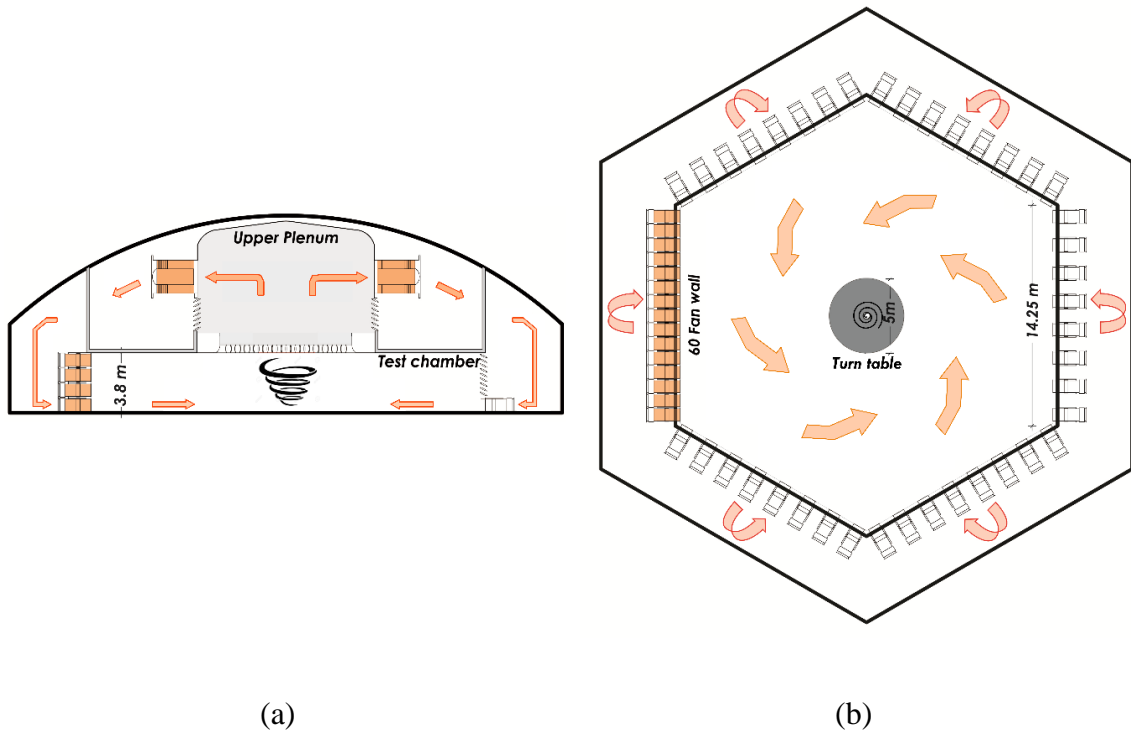 Upper Plenum
Test chamber
3.8 m
60 Fan wall
5m
Turn table
14.25 m
(a)
(b)